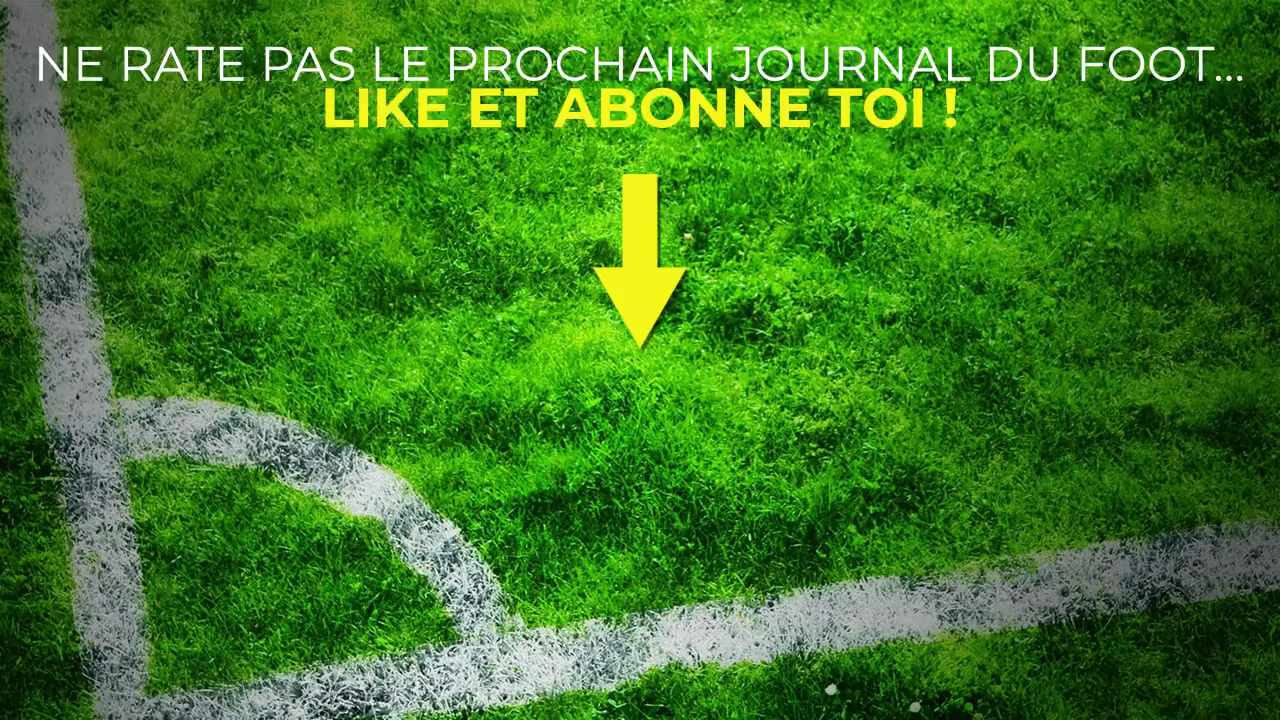 NE RATE PAS LE PROCHAIN JOURNAL DU FOOT...
LIKE ET ABONNE TOI !